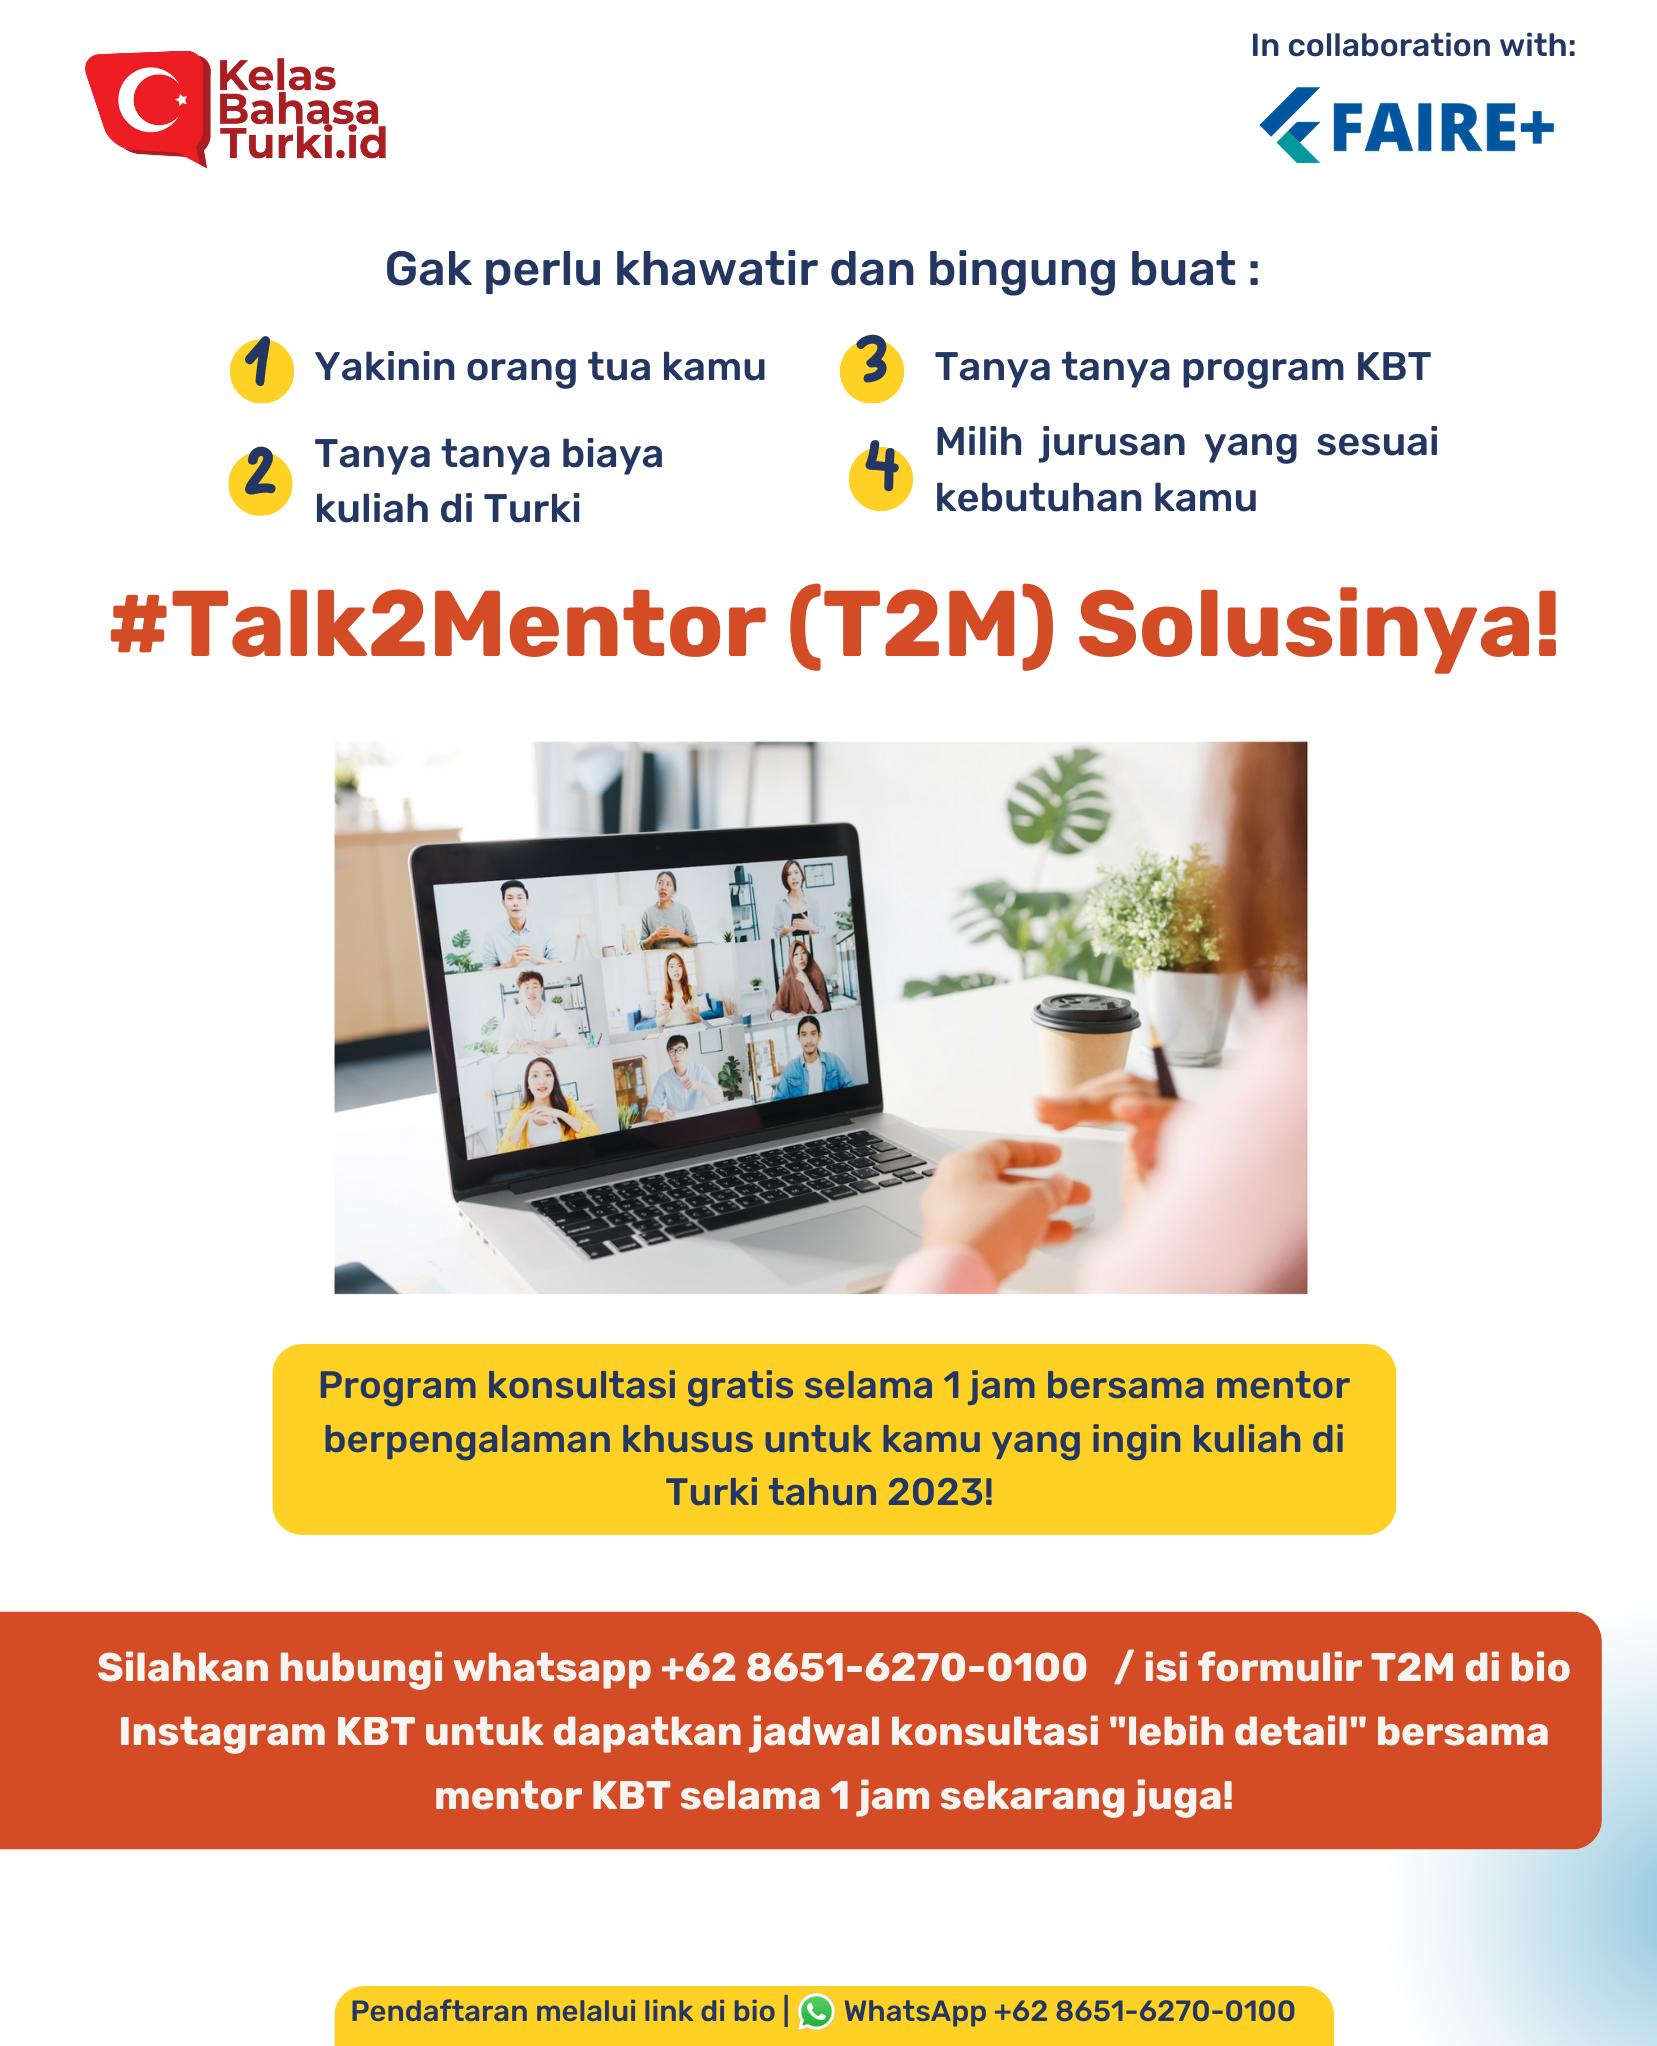 Kelas
Bahasa
Turki.id
In collaboration with:
FAIRE+
Gak perlu khawatir dan bingung buat :
1 Yakinin orang tua kamu
2 Tanya tanya biaya
kuliah di Turki
3 Tanya tanya program KBT
4 Milih jurusan yang sesuai
kebutuhan kamu
#Talk2Mentor (T2M) Solusinya!
Program konsultasi gratis selama 1 jam bersama mentor
berpengalaman khusus untuk kamu yang ingin kuliah di
Turki tahun 2023!
Silahkan hubungi whatsapp +62 8651-6270-0100 / isi formulir T2M di bio
Instagram KBT untuk dapatkan jadwal konsultasi "lebih detail" bersama
mentor KBT selama 1 jam sekarang juga!
Pendaftaran melalui link di bio | WhatsApp +62 8651-6270-0100